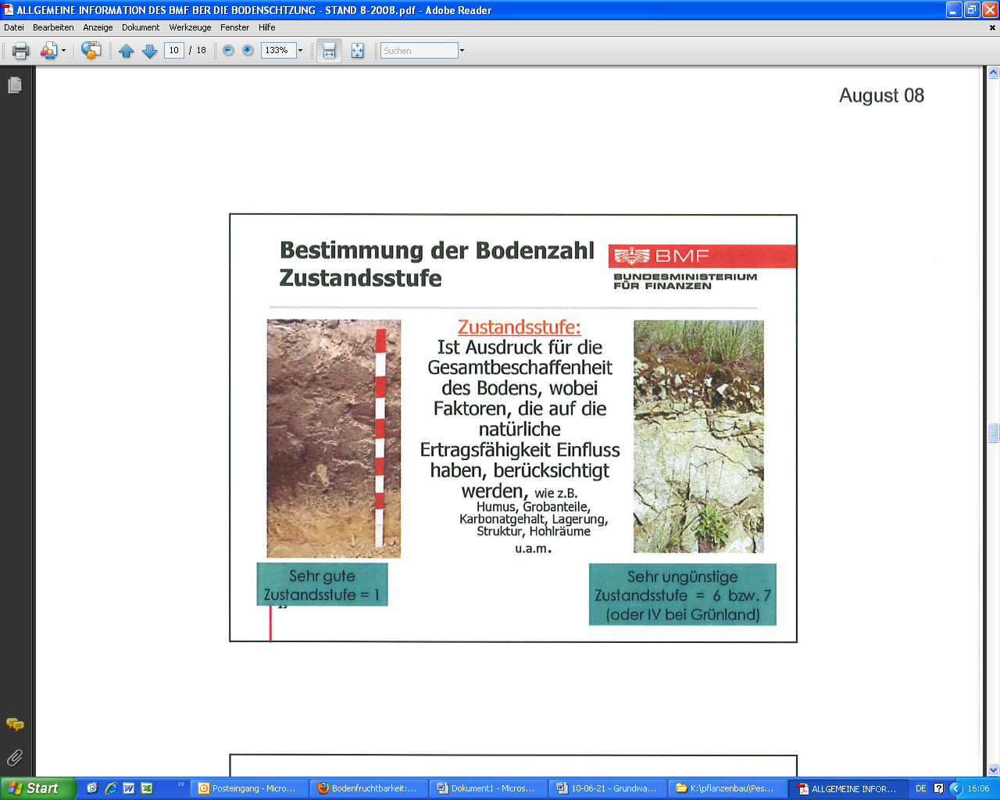 ALLGEMEINE INFORMATION DES BMF BER DIE BODENSCHTZUNG - STAND 8-2008.pdf - Adobe Reader
Datei Bearbeiten Anzeige Dokument Werkzeuge Fenster Hilfe
10 / 18 133% Suchen
August 08
Bestimmung der Bodenzahl
Zustandsstufe
BMF
BUNDESMINISTERIUM
FÜR FINANZEN
Zustandsstufe:
Ist Ausdruck für die
Gesamtbeschaffenheit
des Bodens, wobei
Faktoren, die auf die
natürliche
Ertragsfähigkeit Einfluss
haben, berücksichtigt
werden, wie z.B.
Humus, Grobanteile,
Karbonatgehalt, Lagerung,
Struktur, Hohlräume
u.a.m.
Sehr gute
Zustandsstufe = 1
Sehr ungünstige
Zustandsstufe = 6 bzw. 7
(oder IV bei Grünland)
Start
Posteingang - Micro...
Bodenfruchtbarkeit:...
Dokument1 - Micros...
10-06-21 - Grundwa...
K:\pflanzenbau\Pes...
ALLGEMEINE INFOR...
DE
16:06